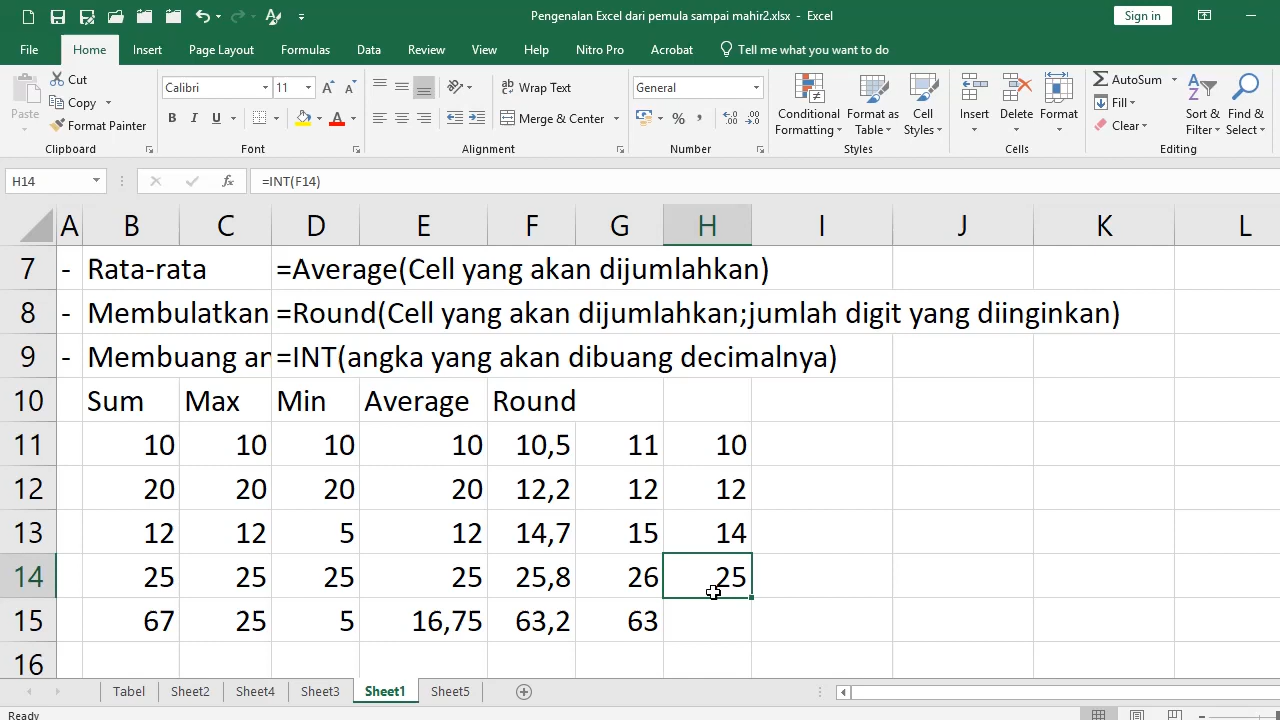 Pengenalan Excel dari pemula sampai mahir2.xlsx - Excel
Sign in
File Home Insert Page Layout Formulas Data Review View Help Nitro Pro Acrobat Tell me what you want to do
Paste
Cut
Copy
Format Painter
Clipboard
Calibri 11
B I U
Font
Wrap Text
Merge & Center
Alignment
General
%
Number
Conditional Formatting
Format as Table
Cell Styles
Styles
Insert Delete Format
Cells
AutoSum
Fill
Clear
Sort & Filter
Find & Select
Editing
H14 fx =INT(F14)
A B C D E F G H I J K L
7 - Rata-rata =Average(Cell yang akan dijumlahkan)
8 - Membulatkan =Round(Cell yang akan dijumlahkan;jumlah digit yang diinginkan)
9 - Membuang an =INT(angka yang akan dibuang decimalnya)
10 Sum Max Min Average Round
11 10 10 10 10 10,5 11 10
12 20 20 20 20 12,2 12 12
13 12 12 5 12 14,7 15 14
14 25 25 25 25 25,8 26 25
15 67 25 5 16,75 63,2 63
16
Tabel Sheet2 Sheet4 Sheet3 Sheet1 Sheet5
Ready